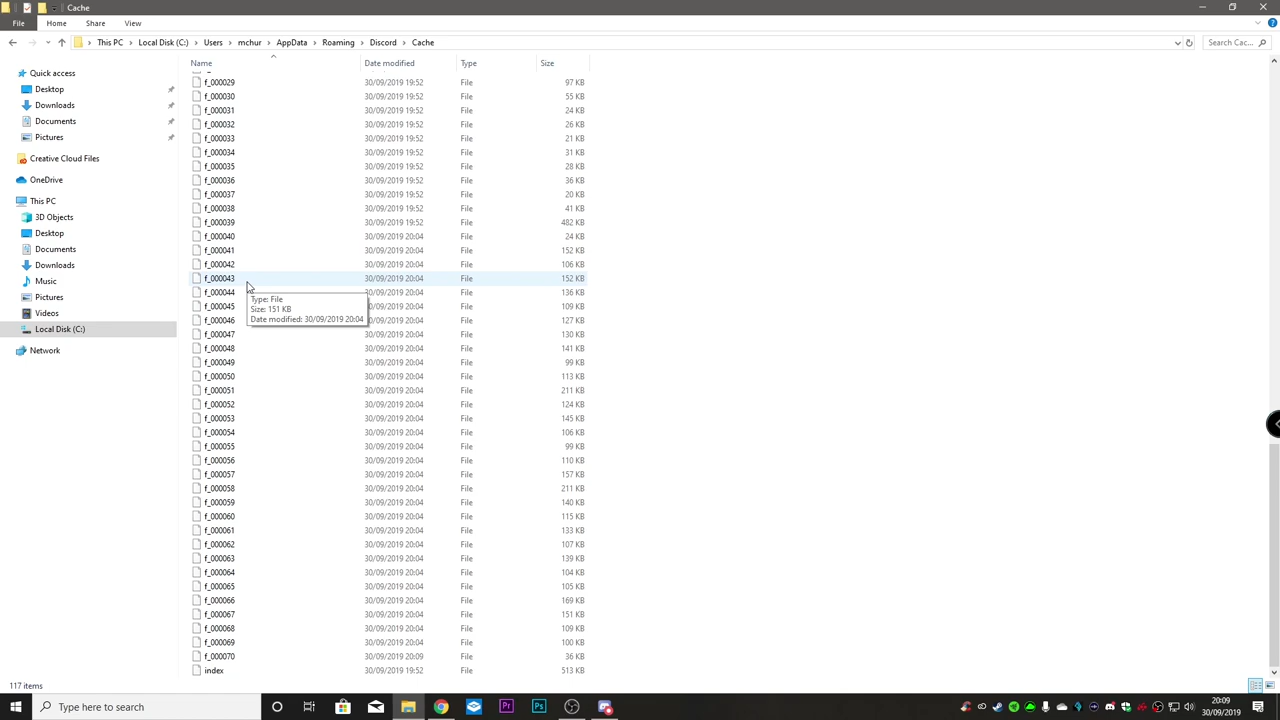 Cache
File Home Share View
This PC Local Disk (C:) Users mchur AppData Roaming Discord Cache Search Cac...
Name Date modified Type Size
Quick access
Desktop
Downloads
Documents
Pictures
Creative Cloud Files
OneDrive
This PC
3D Objects
Desktop
Documents
Downloads
Music
Pictures
Videos
Local Disk (C:)
Network
f_000029 30/09/2019 19:52 File 97 KB
f_000030 30/09/2019 19:52 File 55 KB
f_000031 30/09/2019 19:52 File 24 KB
f_000032 30/09/2019 19:52 File 26 KB
f_000033 30/09/2019 19:52 File 21 KB
f_000034 30/09/2019 19:52 File 31 KB
f_000035 30/09/2019 19:52 File 28 KB
f_000036 30/09/2019 19:52 File 36 KB
f_000037 30/09/2019 19:52 File 20 KB
f_000038 30/09/2019 19:52 File 41 KB
f_000039 30/09/2019 19:52 File 482 KB
f_000040 30/09/2019 20:04 File 24 KB
f_000041 30/09/2019 20:04 File 152 KB
f_000042 30/09/2019 20:04 File 106 KB
f_000043 30/09/2019 20:04 File 152 KB
f_000044 30/09/2019 20:04 File 136 KB
Type: File
Size: 151 KB
Date modified: 30/09/2019 20:04
f_000045 30/09/2019 20:04 File 109 KB
f_000046 30/09/2019 20:04 File 127 KB
f_000047 30/09/2019 20:04 File 130 KB
f_000048 30/09/2019 20:04 File 141 KB
f_000049 30/09/2019 20:04 File 99 KB
f_000050 30/09/2019 20:04 File 113 KB
f_000051 30/09/2019 20:04 File 211 KB
f_000052 30/09/2019 20:04 File 124 KB
f_000053 30/09/2019 20:04 File 145 KB
f_000054 30/09/2019 20:04 File 106 KB
f_000055 30/09/2019 20:04 File 99 KB
f_000056 30/09/2019 20:04 File 110 KB
f_000057 30/09/2019 20:04 File 157 KB
f_000058 30/09/2019 20:04 File 211 KB
f_000059 30/09/2019 20:04 File 140 KB
f_000060 30/09/2019 20:04 File 115 KB
f_000061 30/09/2019 20:04 File 133 KB
f_000062 30/09/2019 20:04 File 107 KB
f_000063 30/09/2019 20:04 File 139 KB
f_000064 30/09/2019 20:04 File 104 KB
f_000065 30/09/2019 20:04 File 105 KB
f_000066 30/09/2019 20:04 File 169 KB
f_000067 30/09/2019 20:04 File 151 KB
f_000068 30/09/2019 20:04 File 109 KB
f_000069 30/09/2019 20:04 File 100 KB
f_000070 30/09/2019 20:09 File 36 KB
index 30/09/2019 19:52 File 513 KB
117 items
Type here to search
Pr
Ps
20:09
30/09/2019